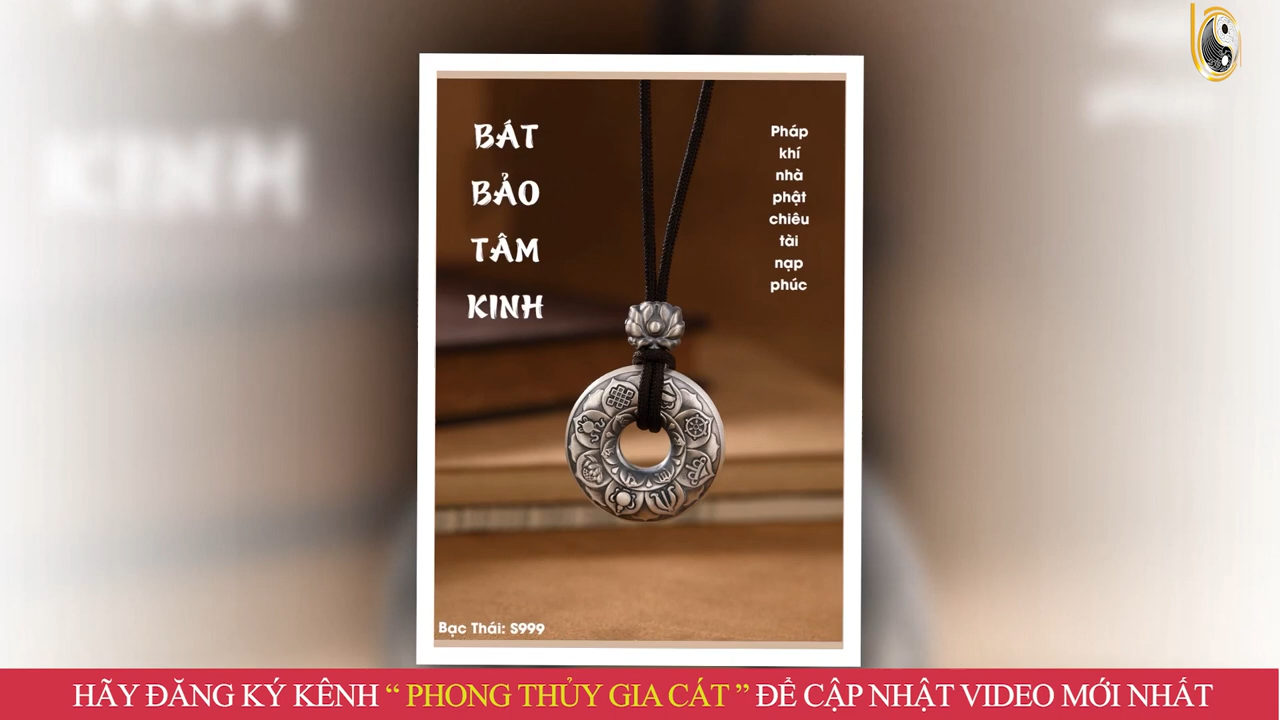 BÁT
BẢO
TÂM
KINH
Pháp
khí
nhà
phật
chiêu
tài
nạp
phúc
Bạc Thái: S999
HÃY ĐĂNG KÝ KÊNH “ PHONG THỦY GIA CÁT ” ĐỂ CẬP NHẬT VIDEO MỚI NHẤT